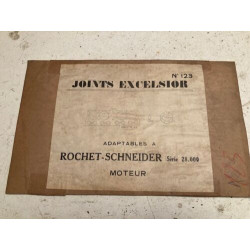 N° 123
JOINTS EXCELSIOR
ADAPTABLES A
ROCHET-SCHNEIDER Série 28.000
MOTEUR